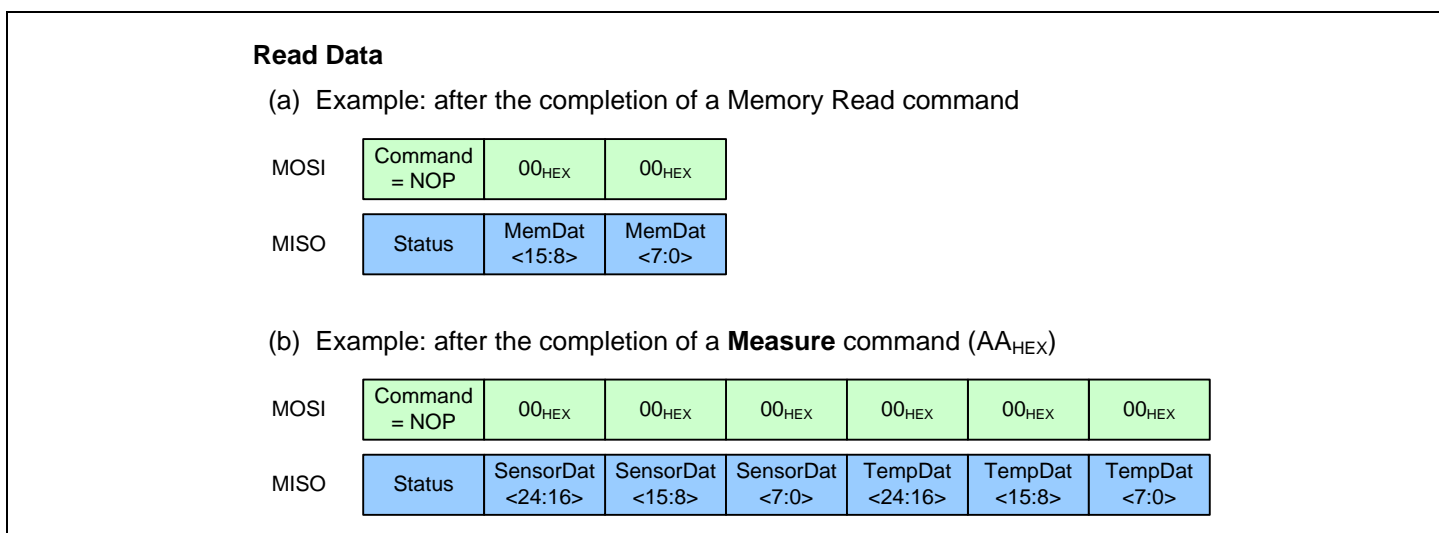 Read Data
(a) Example: after the completion of a Memory Read command
MOSI Command = NOP 00HEX 00HEX
MISO Status MemDat <15:8> MemDat <7:0>
(b) Example: after the completion of a Measure command (AAHEX)
MOSI Command = NOP 00HEX 00HEX 00HEX 00HEX 00HEX 00HEX
MISO Status SensorDat <24:16> SensorDat <15:8> SensorDat <7:0> TempDat <24:16> TempDat <15:8> TempDat <7:0>